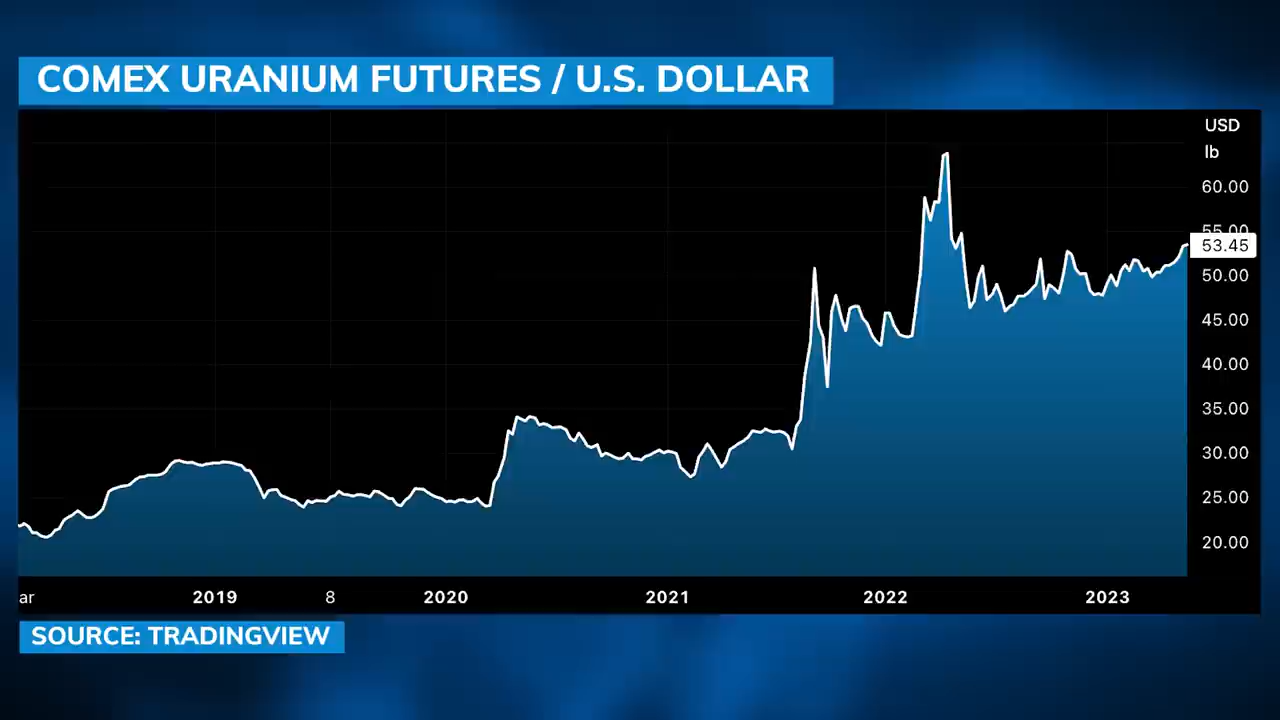 COMEX URANIUM FUTURES / U.S. DOLLAR
USD
lb
60.00
55.00
53.45
50.00
45.00
40.00
35.00
30.00
25.00
20.00
ar 2019 8 2020 2021 2022 2023
SOURCE: TRADINGVIEW